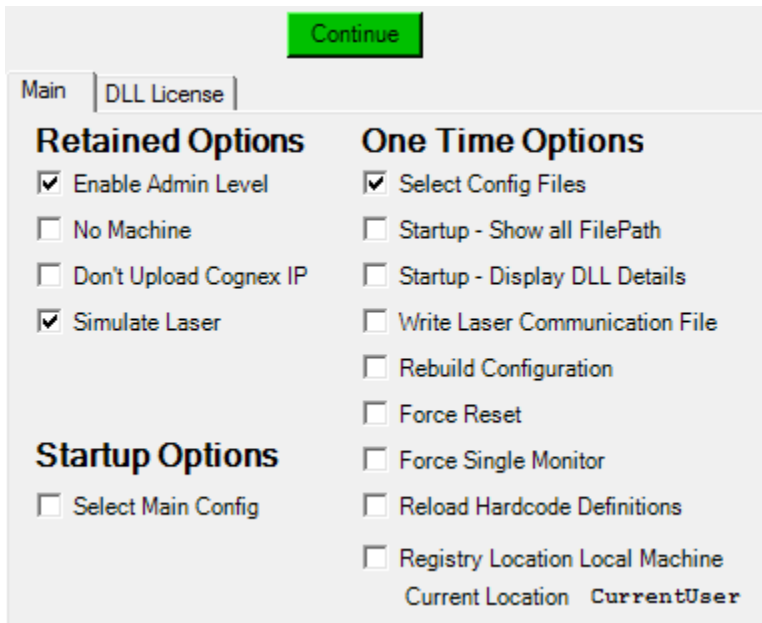 Continue
Main
DLL License
Retained Options
Enable Admin Level
No Machine
Don't Upload Cognex IP
Simulate Laser
Startup Options
Select Main Config
One Time Options
Select Config Files
Startup - Show all FilePath
Startup - Display DLL Details
Write Laser Communication File
Rebuild Configuration
Force Reset
Force Single Monitor
Reload Hardcode Definitions
Registry Location Local Machine
Current Location CurrentUser